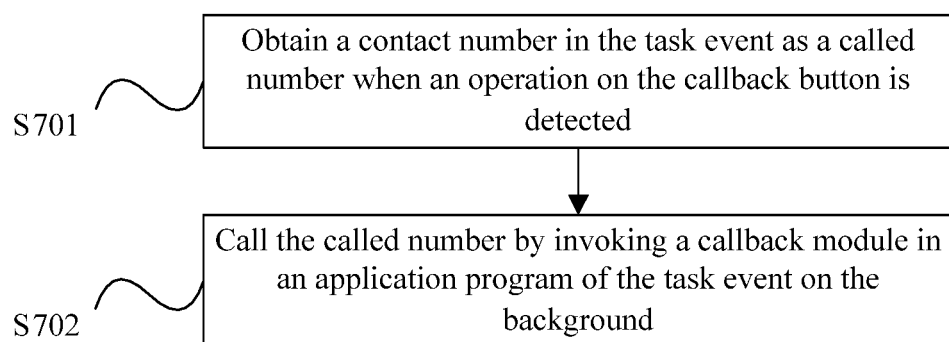 Obtain a contact number in the task event as a called
number when an operation on the callback button is
detected
S701
Call the called number by invoking a callback module in
an application program of the task event on the
background
S702